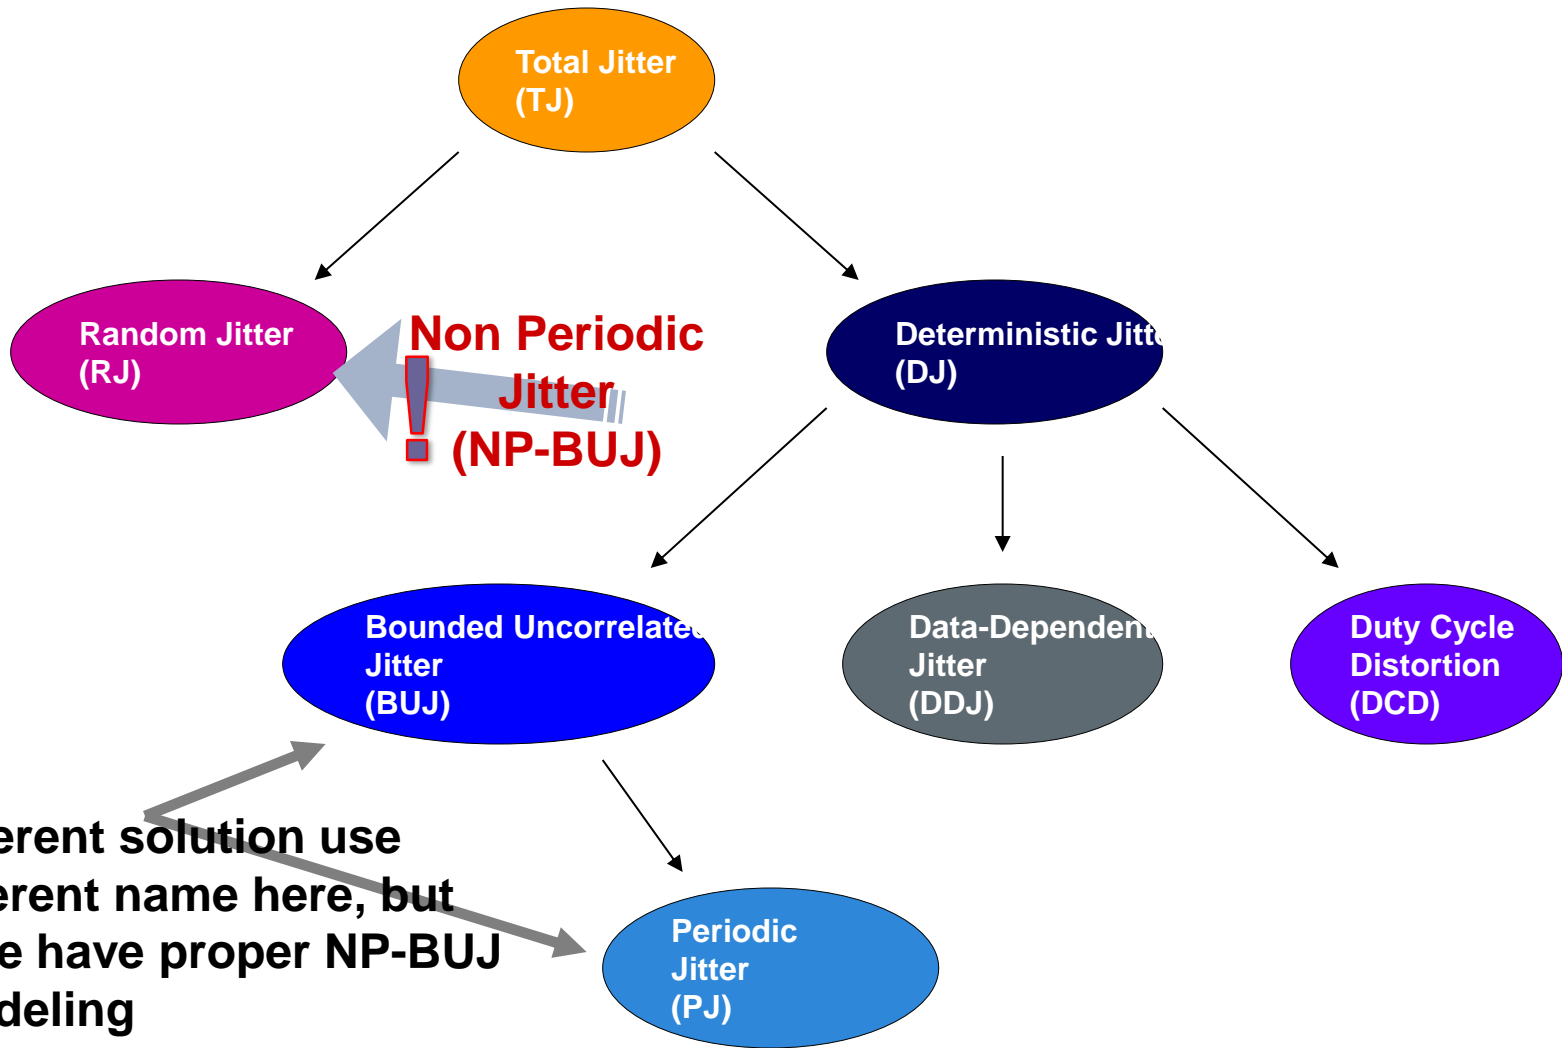 Total Jitter
(TJ)
Random Jitter
(RJ)
Non Periodic
Jitter
(NP-BUJ)
!
Deterministic Jitte
(DJ)
Bounded Uncorrelated
Jitter
(BUJ)
Data-Dependent
Jitter
(DDJ)
Duty Cycle
Distortion
(DCD)
erent solution use
erent name here, but
e have proper NP-BUJ
deling
Periodic
Jitter
(PJ)